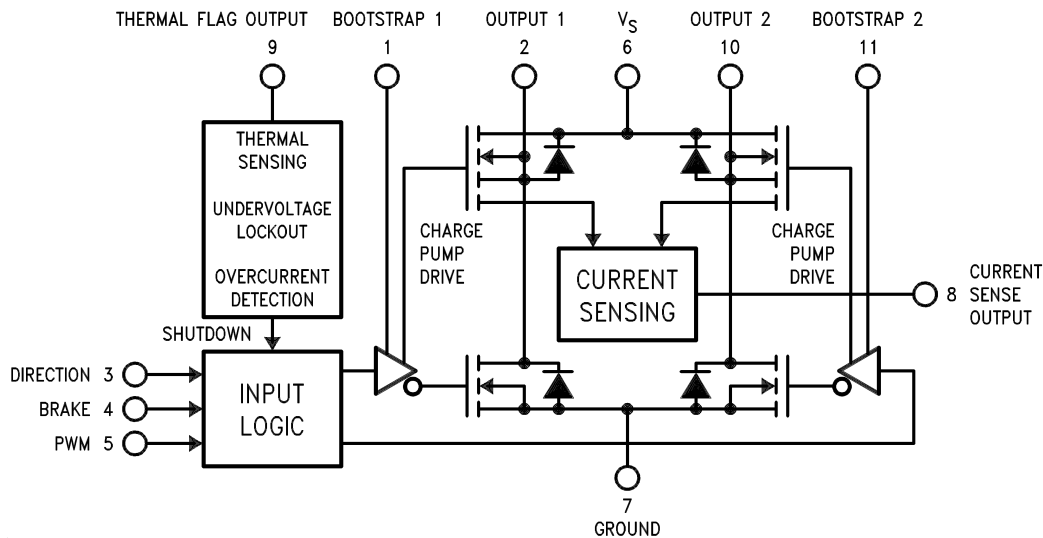 THERMAL FLAG OUTPUT
9
BOOTSTRAP 1
1
OUTPUT 1
2
VS
6
OUTPUT 2
10
BOOTSTRAP 2
11
THERMAL
SENSING
UNDERVOLTAGE
LOCKOUT
OVERCURRENT
DETECTION
CHARGE
PUMP
DRIVE
CURRENT
SENSING
CHARGE
PUMP
DRIVE
8
CURRENT
SENSE
OUTPUT
SHUTDOWN
DIRECTION 3
BRAKE 4
PWM 5
INPUT
LOGIC
7
GROUND